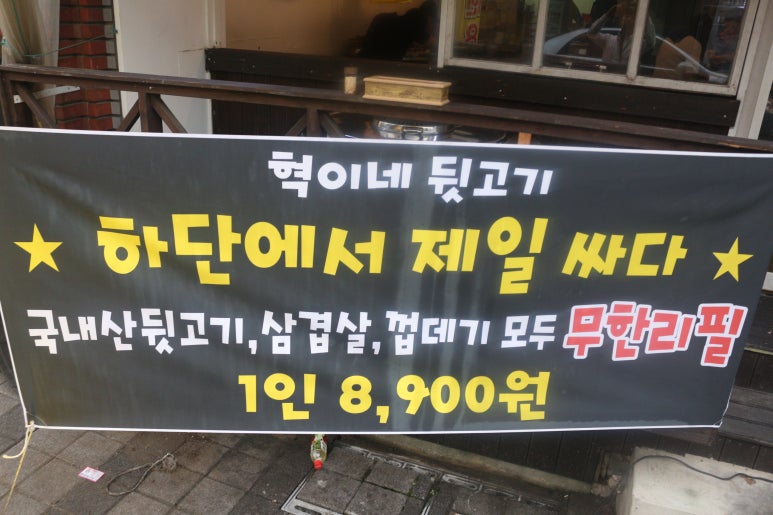 혁이네 뒷고기
★ 하단에서 제일 싸다 ★
국내산뒷고기,삼겹살,껍데기 모두 무한리필
1인 8,900원